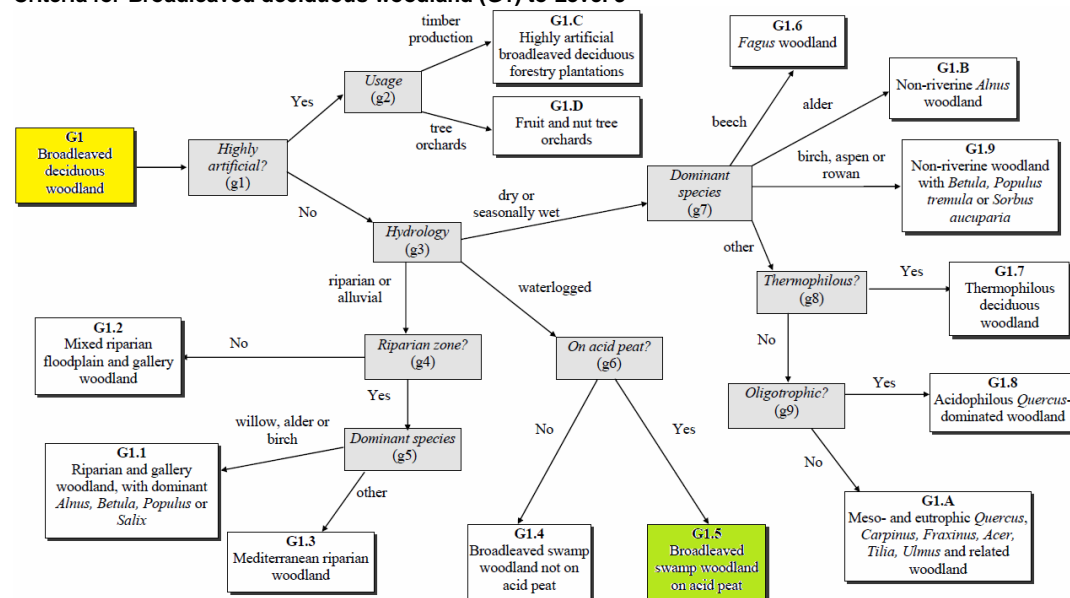 Criteria for Broadleaved deciduous woodland (G1) to Level 3
timber
production
G1.C
Highly artificial
broadleaved deciduous
forestry plantations
G1.6
Fagus woodland
Usage
(g2)
Yes
G1.B
Non-riverine Alnus
woodland
alder
beech
G1.D
Fruit and nut tree
orchards
tree
orchards
G1
Broadleaved
deciduous
woodland
Highly
artificial?
(g1)
birch, aspen or
rowan
G1.9
Non-riverine woodland
with Betula, Populus
tremula or Sorbus
aucuparia
Dominant
species
(g7)
dry or
seasonally wet
No
Hydrology
(g3)
other
riparian or
alluvial
waterlogged
Thermophilous?
(g8)
Yes
G1.7
Thermophilous
deciduous
woodland
G1.2
Mixed riparian
floodplain and gallery
woodland
No
Riparian zone?
(g4)
On acid peat?
(g6)
No
Yes
Oligotrophic?
(g9)
Yes
G1.8
Acidophilous Quercus-
dominated woodland
willow, alder or
birch
Dominant species
(g5)
No
Yes
No
G1.1
Riparian and gallery
woodland, with dominant
Alnus, Betula, Populus or
Salix
other
G1.3
Mediterranean riparian
woodland
G1.4
Broadleaved swamp
woodland not on
acid peat
G1.5
Broadleaved
swamp woodland
on acid peat
G1.A
Meso- and eutrophic Quercus,
Carpinus, Fraxinus, Acer,
Tilia, Ulmus and related
woodland